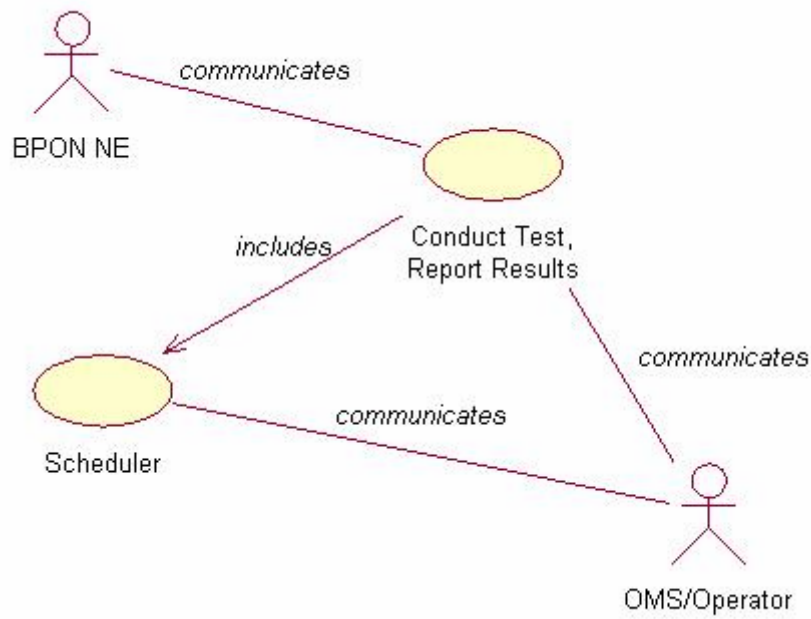 communicates
BPON NE
includes
Conduct Test,
Report Results
communicates
communicates
Scheduler
OMS/Operator